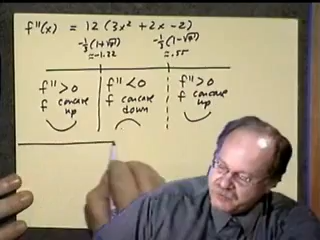 f''(x) = 12(3x² + 2x - 2)
-⅓(1+√7) -⅓(1-√7)
≈ -1.22 ≈ .55
f''>0 f''<0 f''>0
f concave up f concave down f concave up